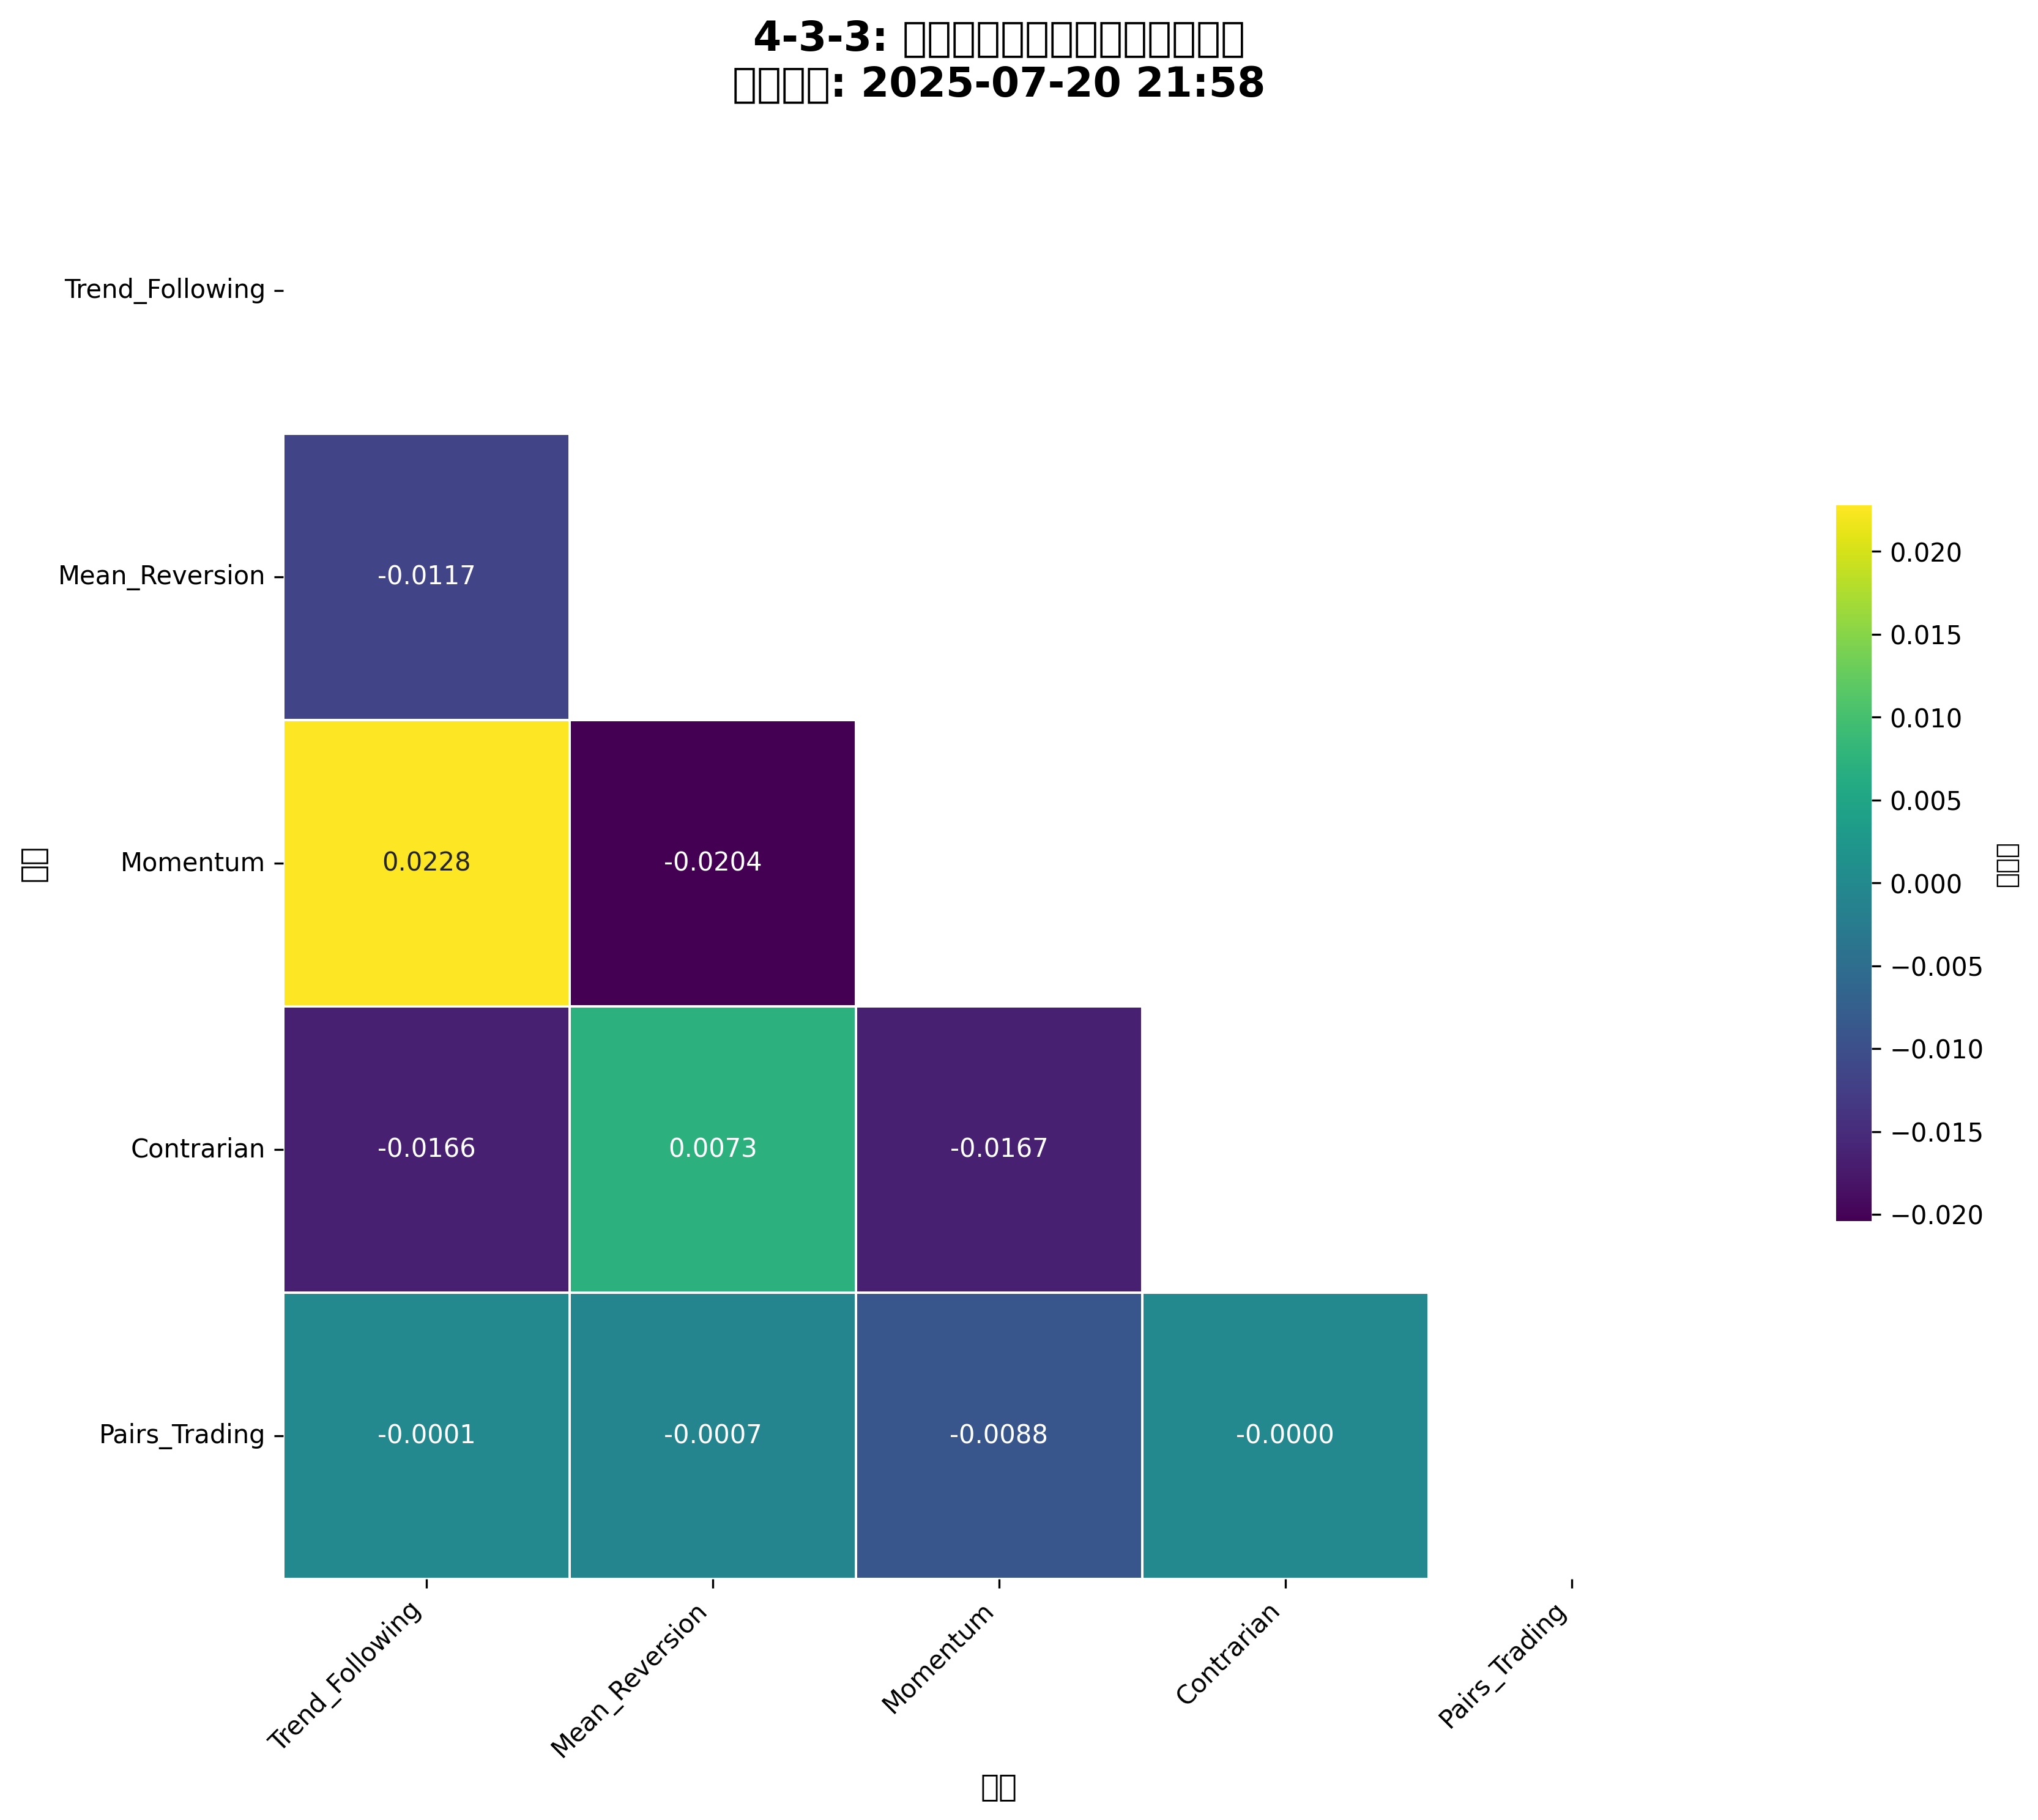 4-3-3:
: 2025-07-20 21:58
Trend_Following
Mean_Reversion
Momentum
Contrarian
Pairs_Trading
-0.0117
0.0228 -0.0204
-0.0166 0.0073 -0.0167
-0.0001 -0.0007 -0.0088 -0.0000
Trend_Following
Mean_Reversion
Momentum
Contrarian
Pairs_Trading
0.020
0.015
0.010
0.005
0.000
−0.005
−0.010
−0.015
−0.020